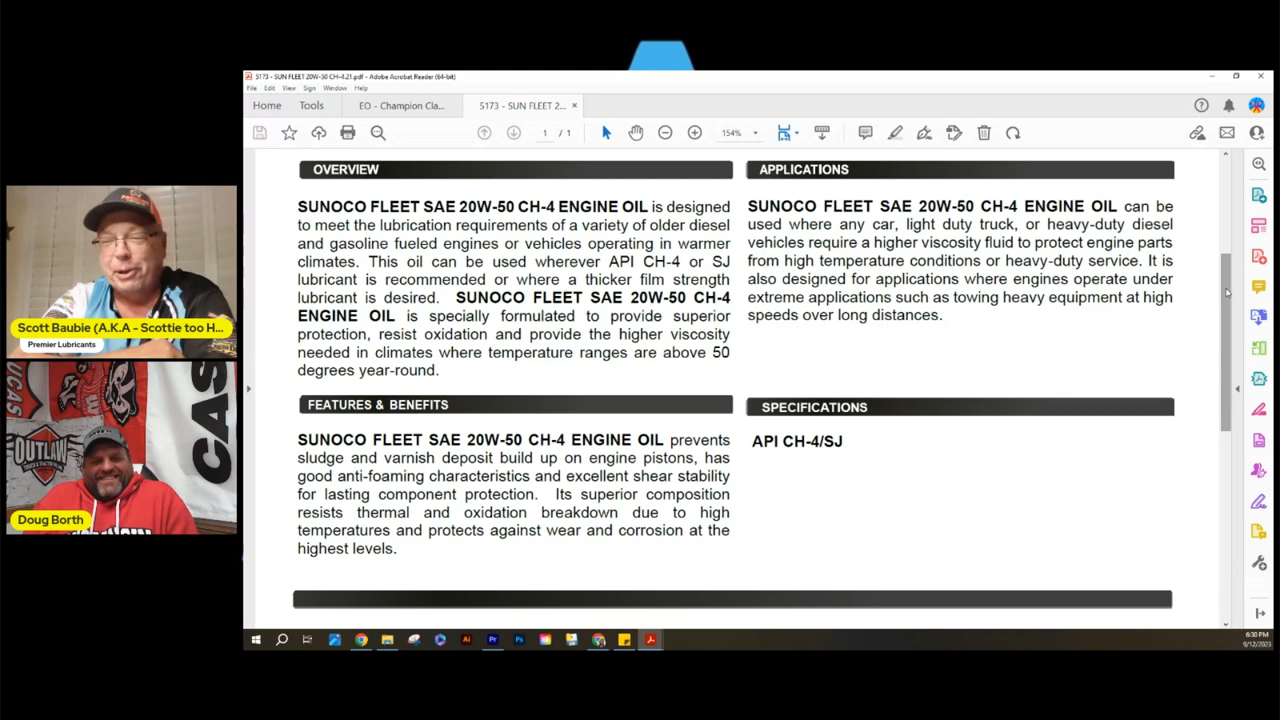 5173 - SUN FLEET 20W-50 CH-4.21.pdf - Adobe Acrobat Reader (64-bit)
File Edit View Sign Window Help
Home Tools EO - Champion Cla... 5173 - SUN FLEET 2... ×
1 / 1 154%
OVERVIEW
SUNOCO FLEET SAE 20W-50 CH-4 ENGINE OIL is designed
to meet the lubrication requirements of a variety of older diesel
and gasoline fueled engines or vehicles operating in warmer
climates. This oil can be used wherever API CH-4 or SJ
lubricant is recommended or where a thicker film strength
lubricant is desired. SUNOCO FLEET SAE 20W-50 CH-4
ENGINE OIL is specially formulated to provide superior
protection, resist oxidation and provide the higher viscosity
needed in climates where temperature ranges are above 50
degrees year-round.
FEATURES & BENEFITS
SUNOCO FLEET SAE 20W-50 CH-4 ENGINE OIL prevents
sludge and varnish deposit build up on engine pistons, has
good anti-foaming characteristics and excellent shear stability
for lasting component protection. Its superior composition
resists thermal and oxidation breakdown due to high
temperatures and protects against wear and corrosion at the
highest levels.
APPLICATIONS
SUNOCO FLEET SAE 20W-50 CH-4 ENGINE OIL can be
used where any car, light duty truck, or heavy-duty diesel
vehicles require a higher viscosity fluid to protect engine parts
from high temperature conditions or heavy-duty service. It is
also designed for applications where engines operate under
extreme applications such as towing heavy equipment at high
speeds over long distances.
SPECIFICATIONS
API CH-4/SJ
Scott Baubie (A.K.A - Scottie too H...
Premier Lubricants
LUCAS
OUTLAW
CAS
Doug Borth
6:30 PM
9/12/2023